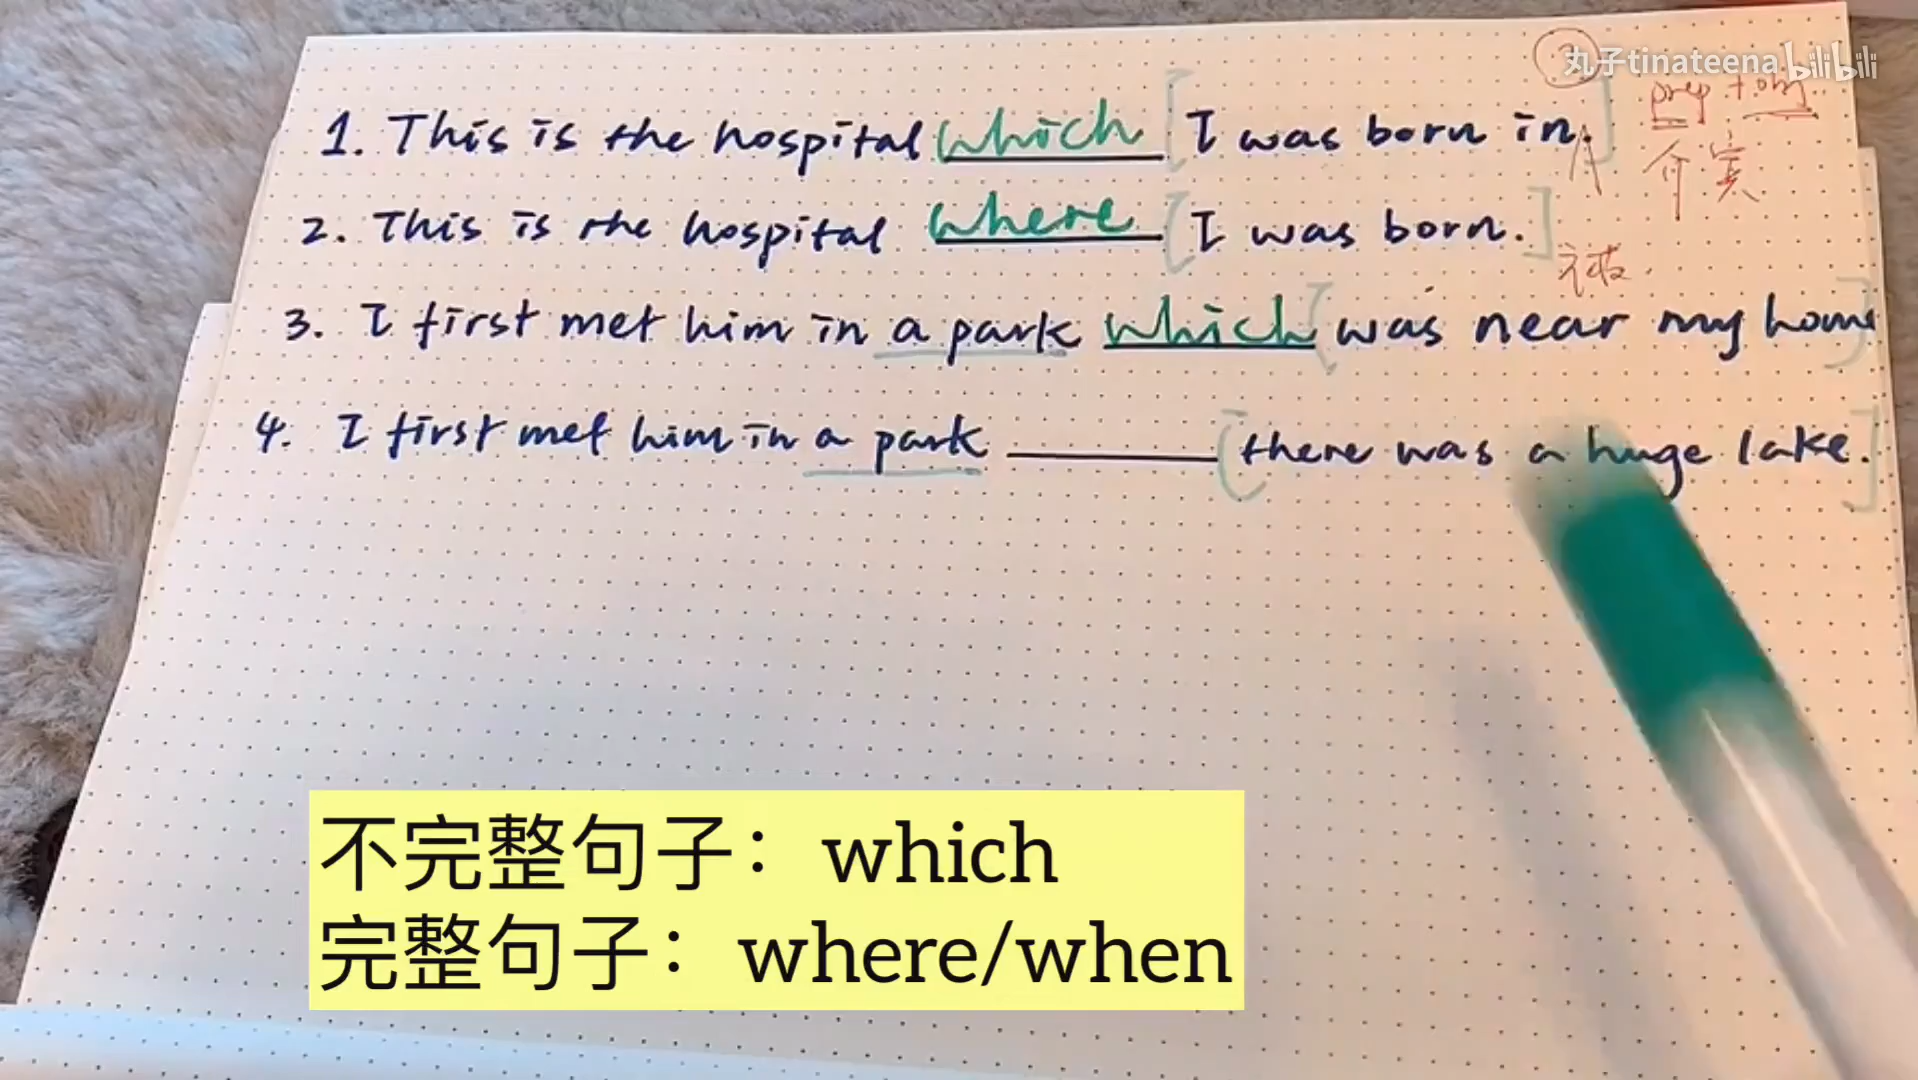 丸子tinateena bilibili
prep + obj
介 宾
1. This is the hospital which [I was born in.]
2. This is the hospital where [I was born.]
被
3. I first met him in a park which [was near my home]
4. I first met him in a park ______ [there was a huge lake.]
不完整句子：which
完整句子：where/when